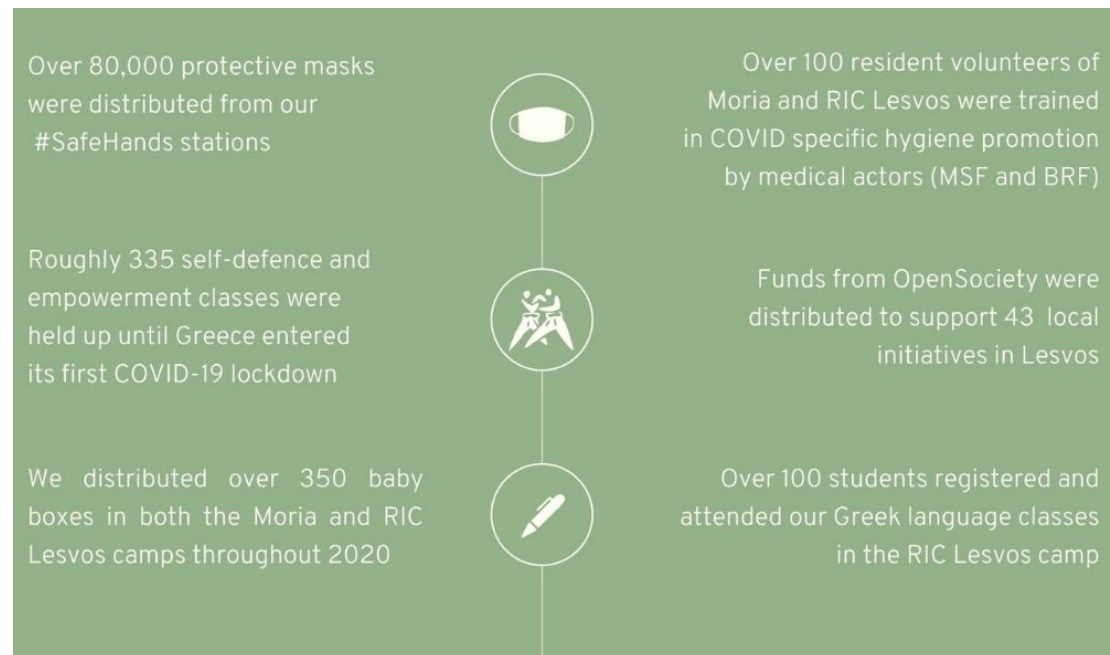 Over 80,000 protective masks
were distributed from our
#SafeHands stations
Over 100 resident volunteers of
Moria and RIC Lesvos were trained
in COVID specific hygiene promotion
by medical actors (MSF and BRF)
Roughly 335 self-defence and
empowerment classes were
held up until Greece entered
its first COVID-19 lockdown
Funds from OpenSociety were
distributed to support 43 local
initiatives in Lesvos
We distributed over 350 baby
boxes in both the Moria and RIC
Lesvos camps throughout 2020
Over 100 students registered and
attended our Greek language classes
in the RIC Lesvos camp